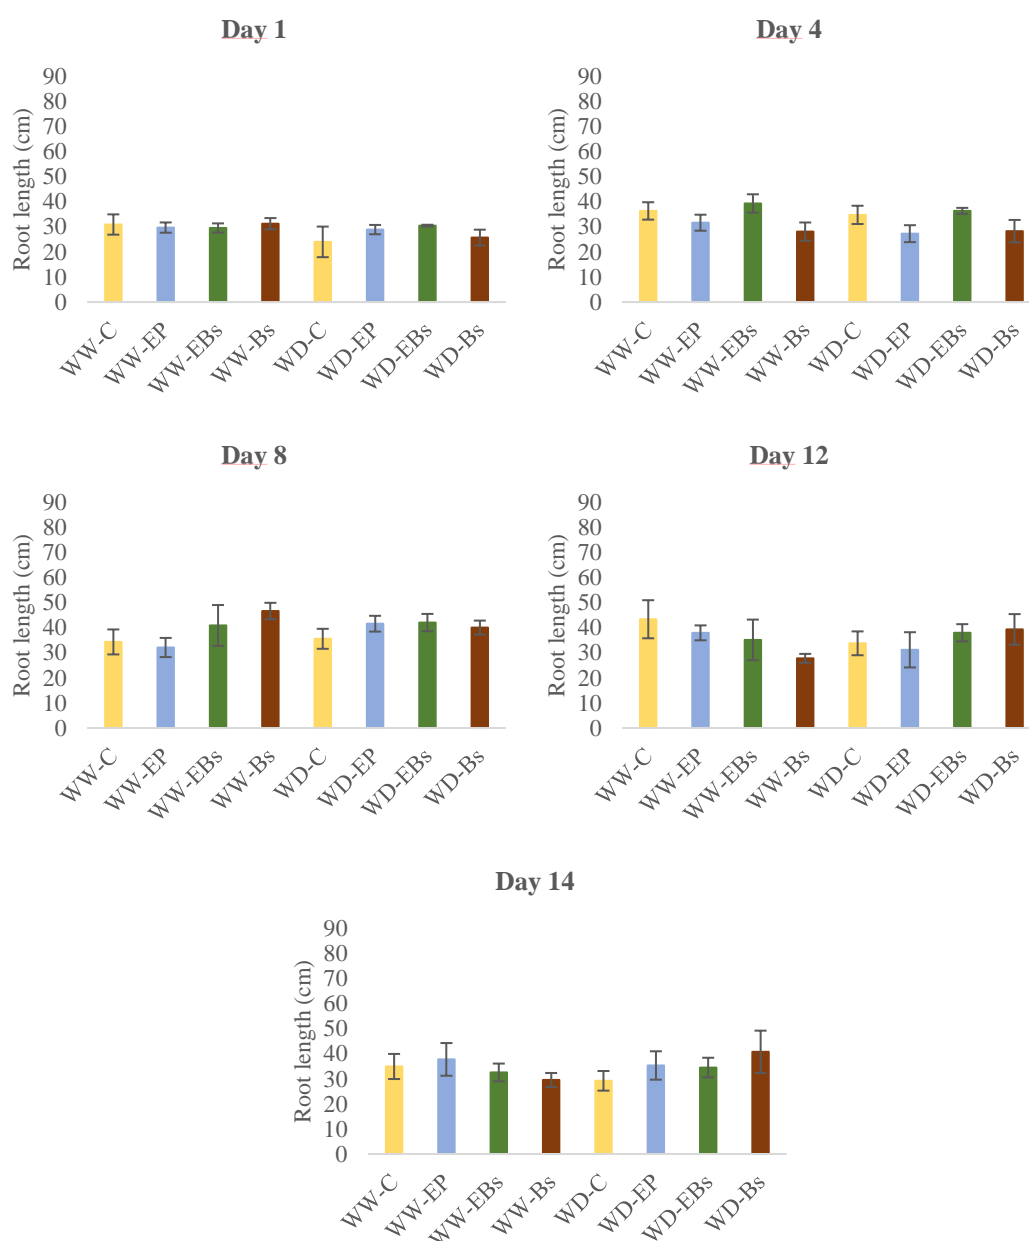 Day 1
Root length (cm)
90
80
70
60
50
40
30
20
10
0
WW-C
WW-EP
WW-EBs
WW-Bs
WD-C
WD-EP
WD-EBs
WD-Bs
Day 4
Root length (cm)
90
80
70
60
50
40
30
20
10
0
WW-C
WW-EP
WW-EBs
WW-Bs
WD-C
WD-EP
WD-EBs
WD-Bs
Day 8
Root length (cm)
90
80
70
60
50
40
30
20
10
0
WW-C
WW-EP
WW-EBs
WW-Bs
WD-C
WD-EP
WD-EBs
WD-Bs
Day 12
Root length (cm)
90
80
70
60
50
40
30
20
10
0
WW-C
WW-EP
WW-EBs
WW-Bs
WD-C
WD-EP
WD-EBs
WD-Bs
Day 14
Root length (cm)
90
80
70
60
50
40
30
20
10
0
WW-C
WW-EP
WW-EBs
WW-Bs
WD-C
WD-EP
WD-EBs
WD-Bs